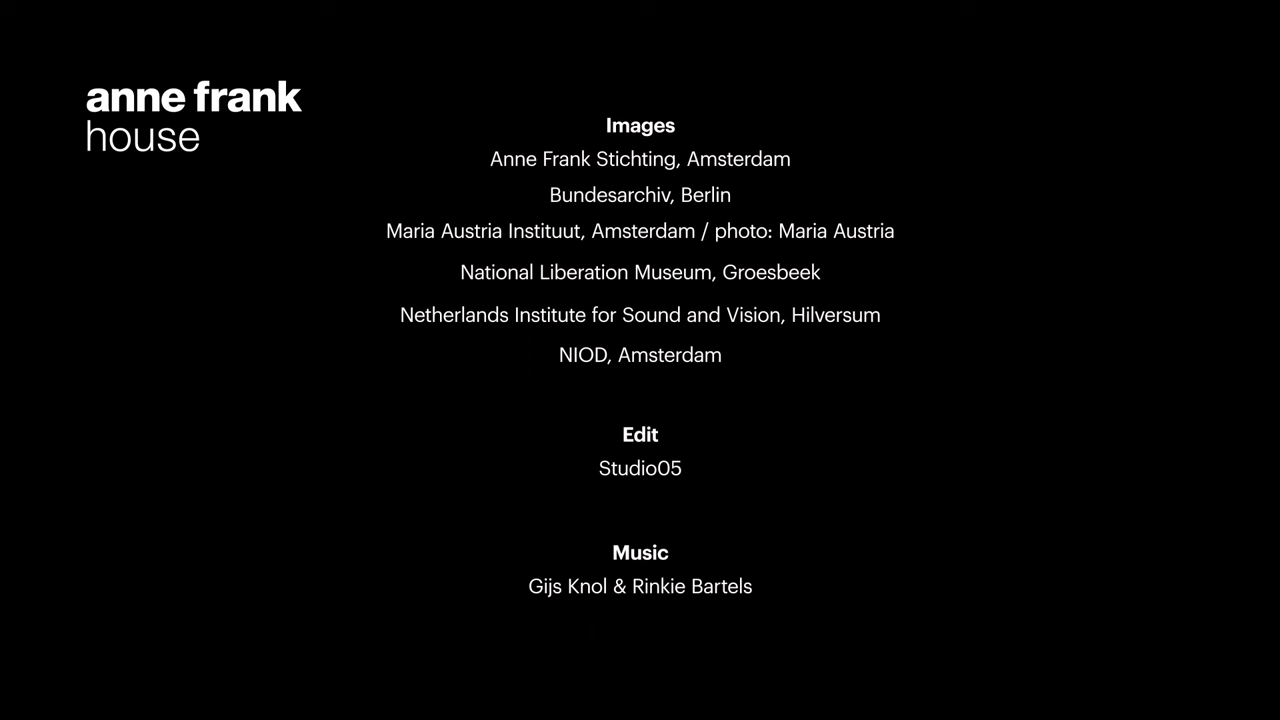 anne frank
house
Images
Anne Frank Stichting, Amsterdam
Bundesarchiv, Berlin
Maria Austria Instituut, Amsterdam / photo: Maria Austria
National Liberation Museum, Groesbeek
Netherlands Institute for Sound and Vision, Hilversum
NIOD, Amsterdam
Edit
Studio05
Music
Gijs Knol & Rinkie Bartels